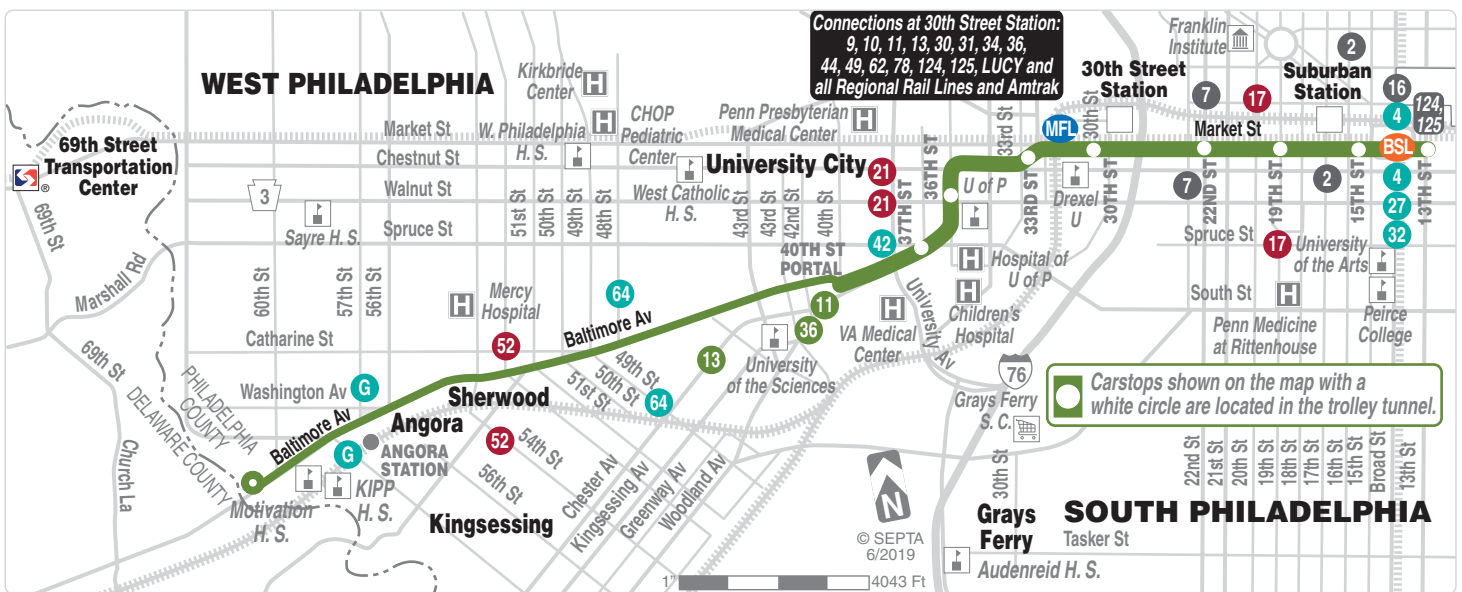 Connections at 30th Street Station:
9, 10, 11, 13, 30, 31, 34, 36,
44, 49, 62, 78, 124, 125, LUCY and
all Regional Rail Lines and Amtrak
Franklin
Institute
2
WEST PHILADELPHIA
Kirkbride
Center
H
30th Street
Station
Suburban
Station
7
17
16
4
124,
125
CHOP
Pediatric
Center
Penn Presbyterian
Medical Center
H
33rd St
30th St
MFL
Market St
Market St
BSL
W. Philadelphia
H. S.
H
69th Street
Transportation
Center
®
Chestnut St
University City
21
21
36TH ST
37TH ST
U of P
33RD ST
Drexel
U
30TH ST
7
22ND ST
19TH ST
2
15TH ST
4
27
32
13TH ST
3
Walnut St
West Catholic
H. S.
Sayre H. S.
Spruce St
51st St
50th St
49th St
48th St
43rd St
43rd St
42nd St
40th St
42
Spruce St
17
University
of the Arts
69th St
Marshall Rd
60th St
57th St
56th St
40TH ST
PORTAL
H
Hospital of
U of P
H
Mercy
Hospital
64
Baltimore Av
11
36
H
VA Medical
Center
University Av
H
Children's
Hospital
South St
H
Penn Medicine
at Rittenhouse
Peirce
College
Catharine St
52
13
University
of the Sciences
69th St
PHILADELPHIA
COUNTY
DELAWARE COUNTY
Washington Av
G
Sherwood
49th St
50th St
51st St
64
76
Grays Ferry
S. C.
Carstops shown on the map with a
white circle are located in the trolley tunnel.
Baltimore Av
Angora
ANGORA
STATION
G
52
54th St
56th St
Church La
Motivation
H. S.
KIPP
H. S.
Kingsessing
Chester Av
Kingsessing Av
Greenway Av
Woodland Av
N
30th St
22nd St
21st St
20th St
19th St
18th St
17th St
16th St
15th St
Broad St
13th St
Grays
Ferry
SOUTH PHILADELPHIA
Tasker St
© SEPTA
6/2019
Audenreid H. S.
1"
4043 Ft